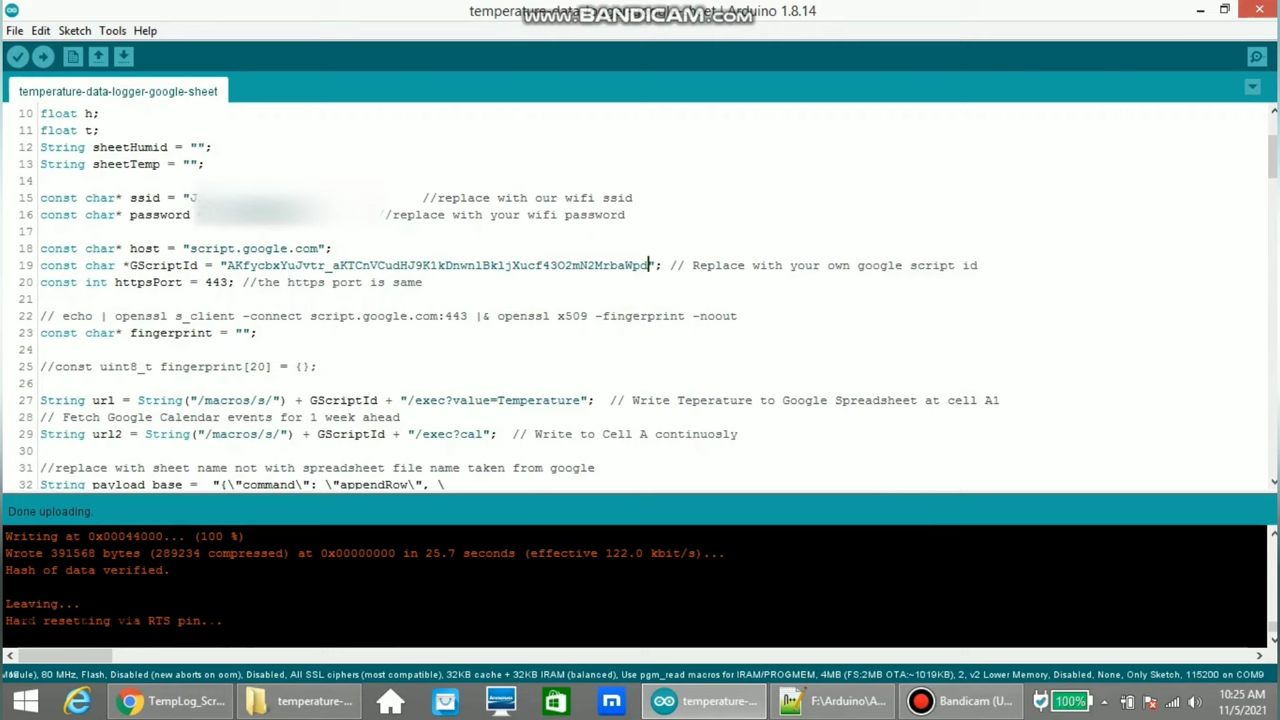 temperature-data-logger-google-sheet | Arduino 1.8.14
www.BANDICAM.com
File Edit Sketch Tools Help
temperature-data-logger-google-sheet
10 float h;
11 float t;
12 String sheetHumid = "";
13 String sheetTemp = "";
14
15 const char* ssid = "J //replace with our wifi ssid
16 const char* password //replace with your wifi password
17
18 const char* host = "script.google.com";
19 const char *GScriptId = "AKfycbxYuJvtr_aKTCnVCudHJ9K1kDnwnlBkljXucf43O2mN2MrbaWpd"; // Replace with your own google script id
20 const int httpsPort = 443; //the https port is same
21
22 // echo | openssl s_client -connect script.google.com:443 |& openssl x509 -fingerprint -noout
23 const char* fingerprint = "";
24
25 //const uint8_t fingerprint[20] = {};
26
27 String url = String("/macros/s/") + GScriptId + "/exec?value=Temperature"; // Write Teperature to Google Spreadsheet at cell A1
28 // Fetch Google Calendar events for 1 week ahead
29 String url2 = String("/macros/s/") + GScriptId + "/exec?cal"; // Write to Cell A continuosly
30
31 //replace with sheet name not with spreadsheet file name taken from google
32 String payload_base = "{\"command\": \"appendRow\", \
Done uploading.
Writing at 0x00044000... (100 %)
Wrote 391568 bytes (289234 compressed) at 0x00000000 in 25.7 seconds (effective 122.0 kbit/s)...
Hash of data verified.
Leaving...
Hard resetting via RTS pin...
dule), 80 MHz, Flash, Disabled (new aborts on oom), Disabled, All SSL ciphers (most compatible), 32KB cache + 32KB IRAM (balanced), Use pgm_read macros for IRAM/PROGMEM, 4MB (FS:2MB OTA:~1019KB), 2, v2 Lower Memory, Disabled, None, Only Sketch, 115200 on COM9
TempLog_Scr... temperature-... temperature-... F:\Arduino\A... Bandicam (U... 100% 10:25 AM
11/5/2021